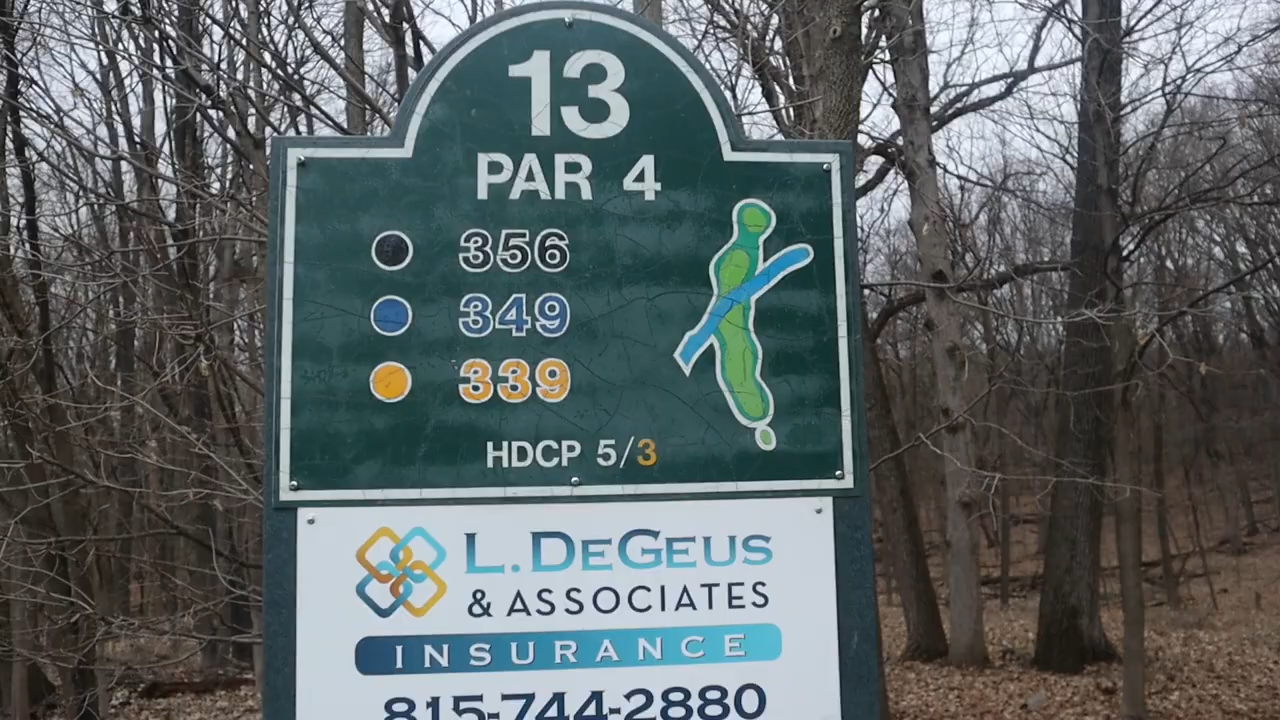 13
PAR 4
356
349
339
HDCP 5/3
L. DEGEUS
& ASSOCIATES
INSURANCE
815-744-2880